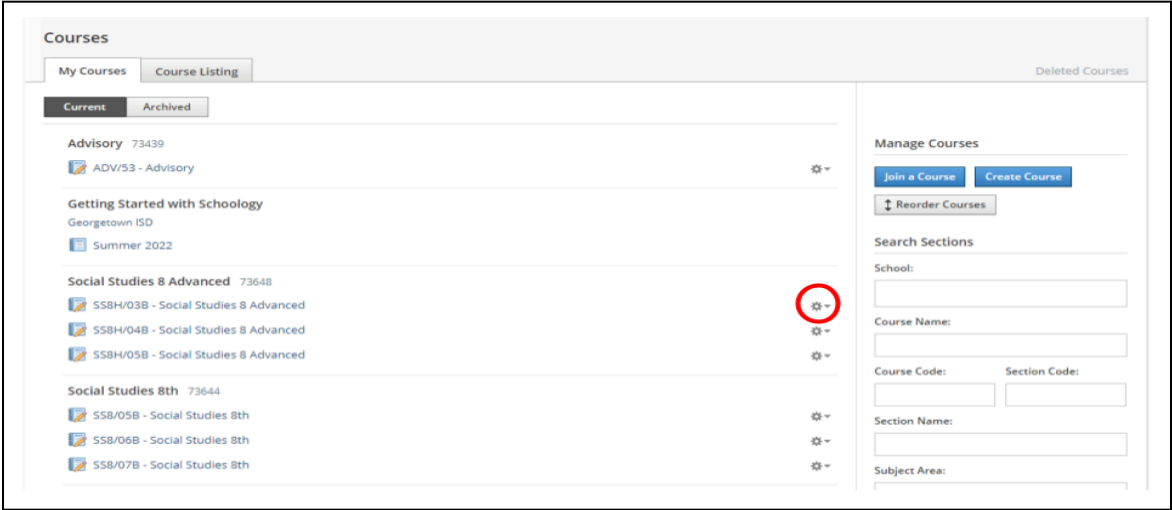 Courses
My Courses Course Listing Deleted Courses
Current Archived
Advisory 73439
ADV/53 - Advisory
Getting Started with Schoology
Georgetown ISD
Summer 2022
Social Studies 8 Advanced 73648
SS8H/03B - Social Studies 8 Advanced
SS8H/04B - Social Studies 8 Advanced
SS8H/05B - Social Studies 8 Advanced
Social Studies 8th 73644
SS8/05B - Social Studies 8th
SS8/06B - Social Studies 8th
SS8/07B - Social Studies 8th
Manage Courses
Join a Course Create Course
Reorder Courses
Search Sections
School:
Course Name:
Course Code: Section Code:
Section Name:
Subject Area: